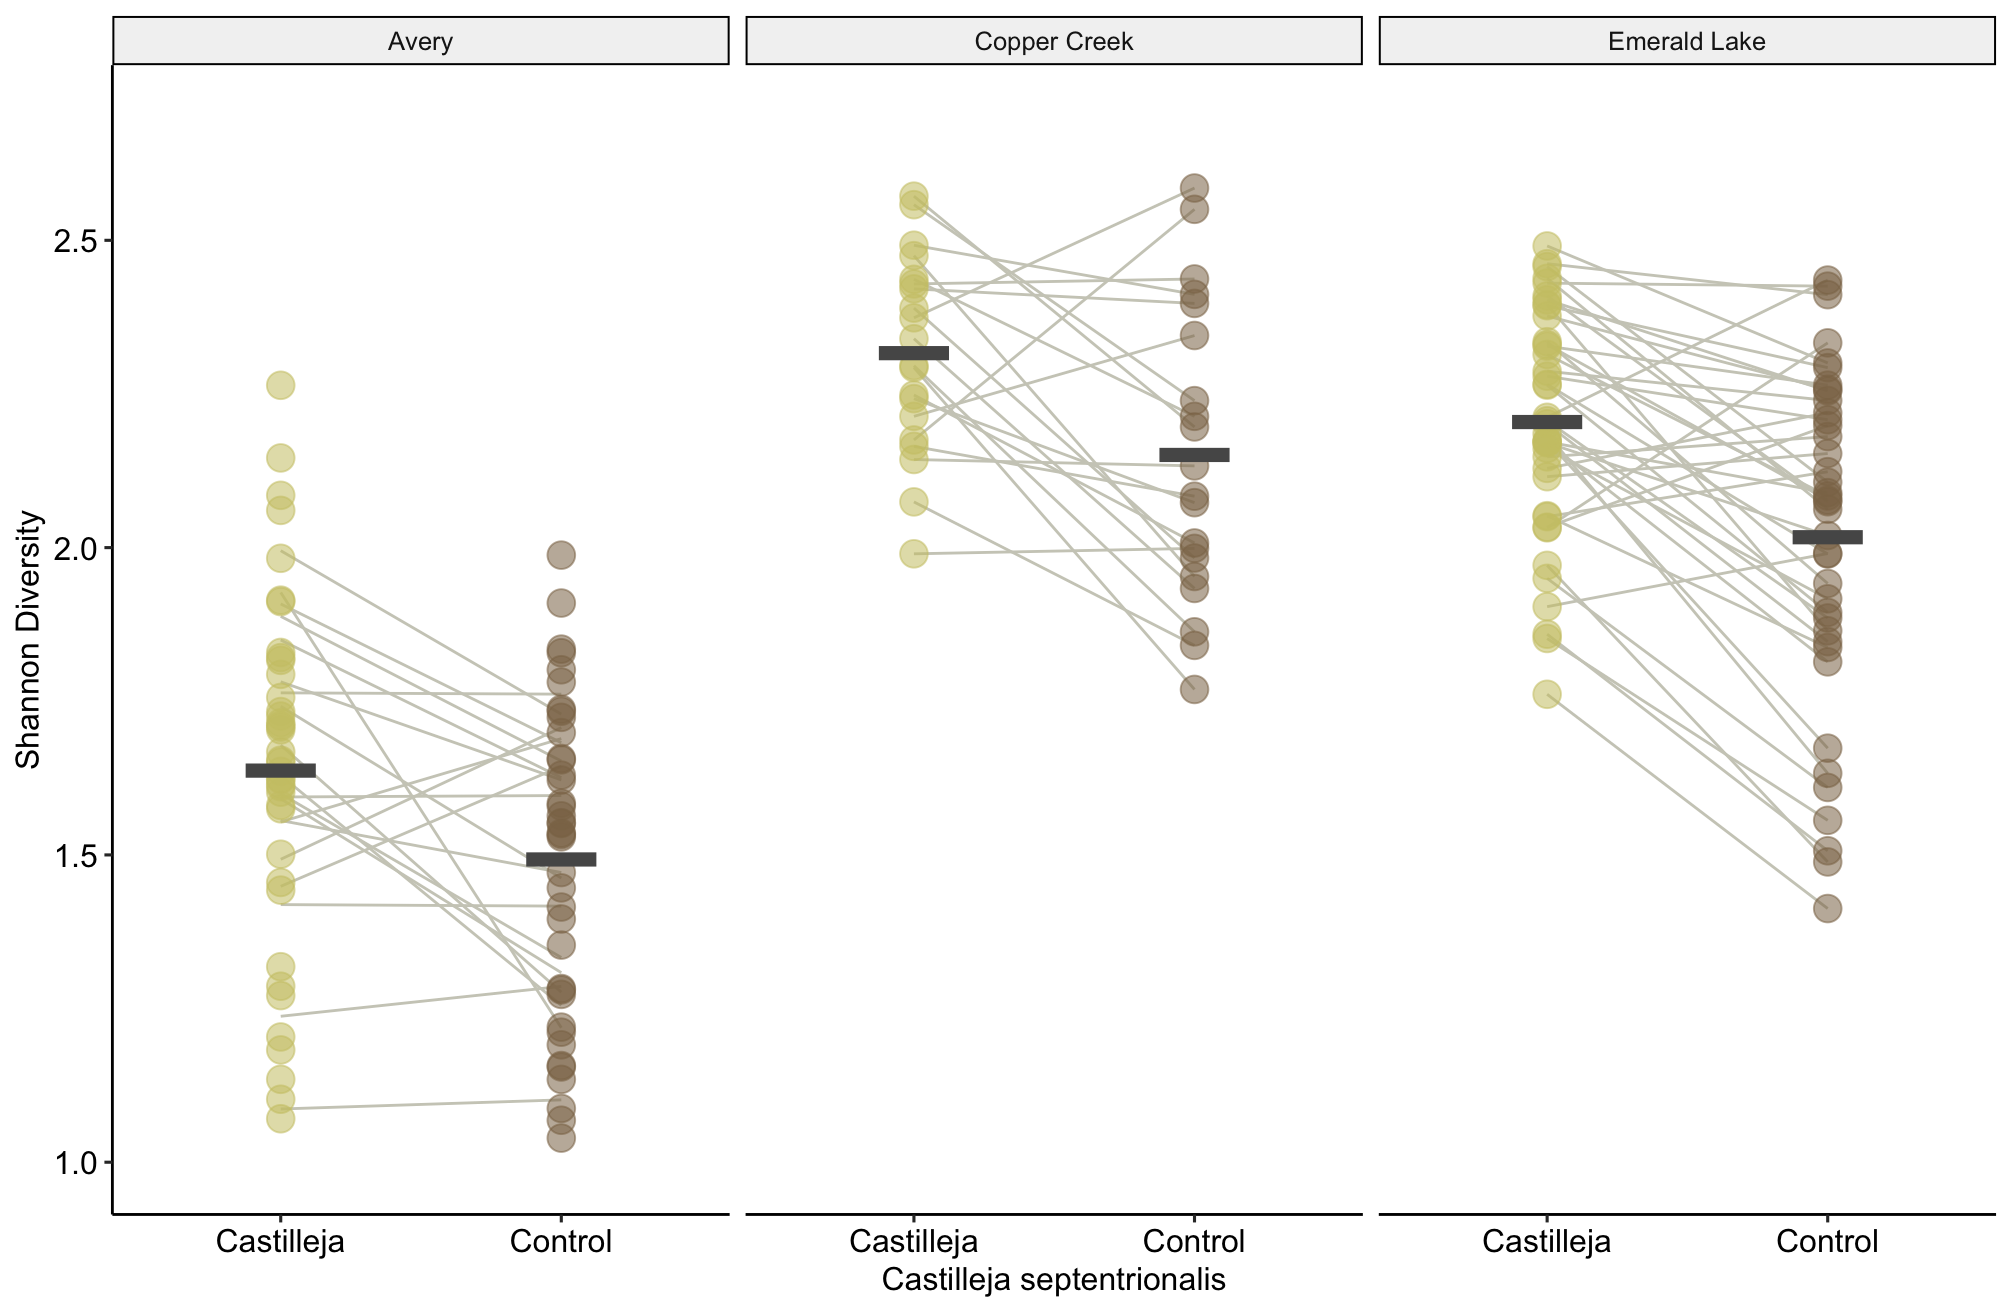 Avery Copper Creek Emerald Lake
2.5
2.0
1.5
1.0
Shannon Diversity
Castilleja Control Castilleja Control Castilleja Control
Castilleja septentrionalis